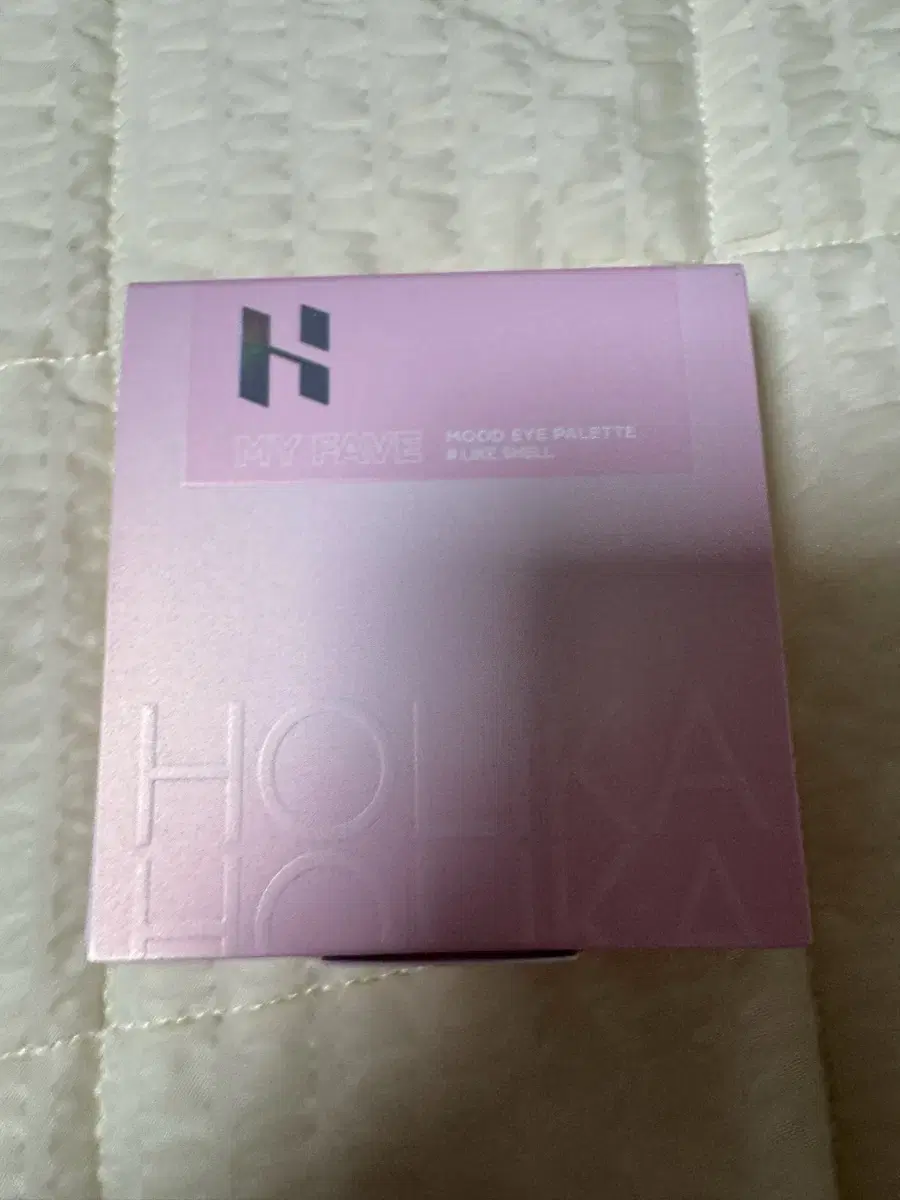 H
MY FAVE
MOOD EYE PALETTE
# LIKE SHELL
HOLIKA
HOLIKA